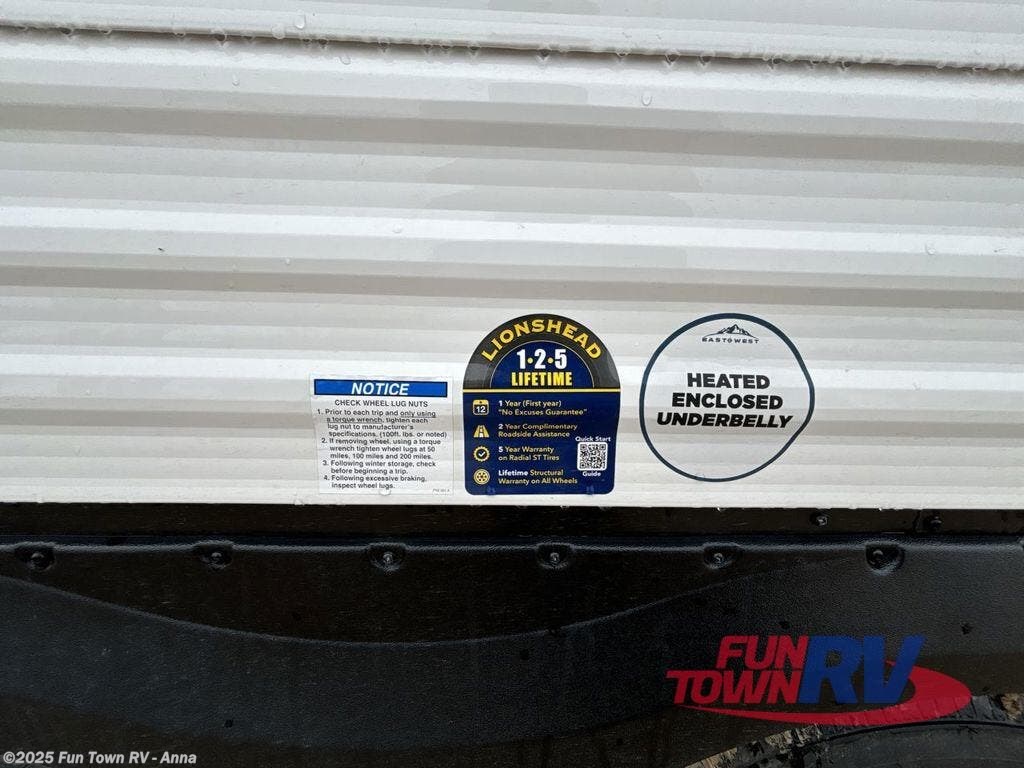 NOTICE
CHECK WHEEL LUG NUTS
1. Prior to each trip and only using
a torque wrench, tighten each
lug nut to manufacturer's
specifications. (100ft. lbs. or noted)
2. If removing wheel, using a torque
wrench tighten wheel lugs at 50
miles, 100 miles and 200 miles.
3. Following winter storage, check
before beginning a trip.
4. Following excessive braking,
inspect wheel lugs.
LIONSHEAD
1·2·5
LIFETIME
12
1 Year (First year)
"No Excuses Guarantee"
2 Year Complimentary
Roadside Assistance
5 Year Warranty
on Radial ST Tires
Lifetime Structural
Warranty on All Wheels
Quick Start
Guide
EAST WEST
HEATED
ENCLOSED
UNDERBELLY
FUN
TOWN RV
©2025 Fun Town RV - Anna